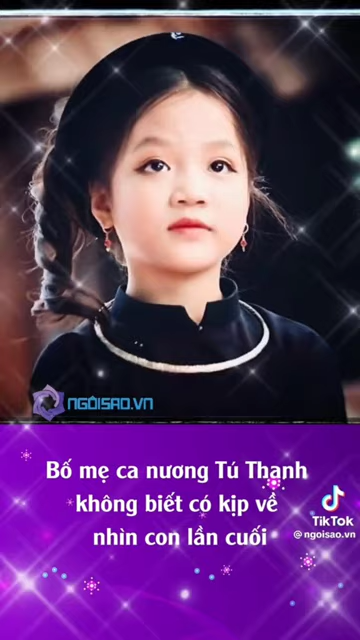 NGÔISAO.VN
Bố mẹ ca nương Tú Thanh
không biết có kịp về
nhìn con lần cuối
TikTok
@ngoisao.vn